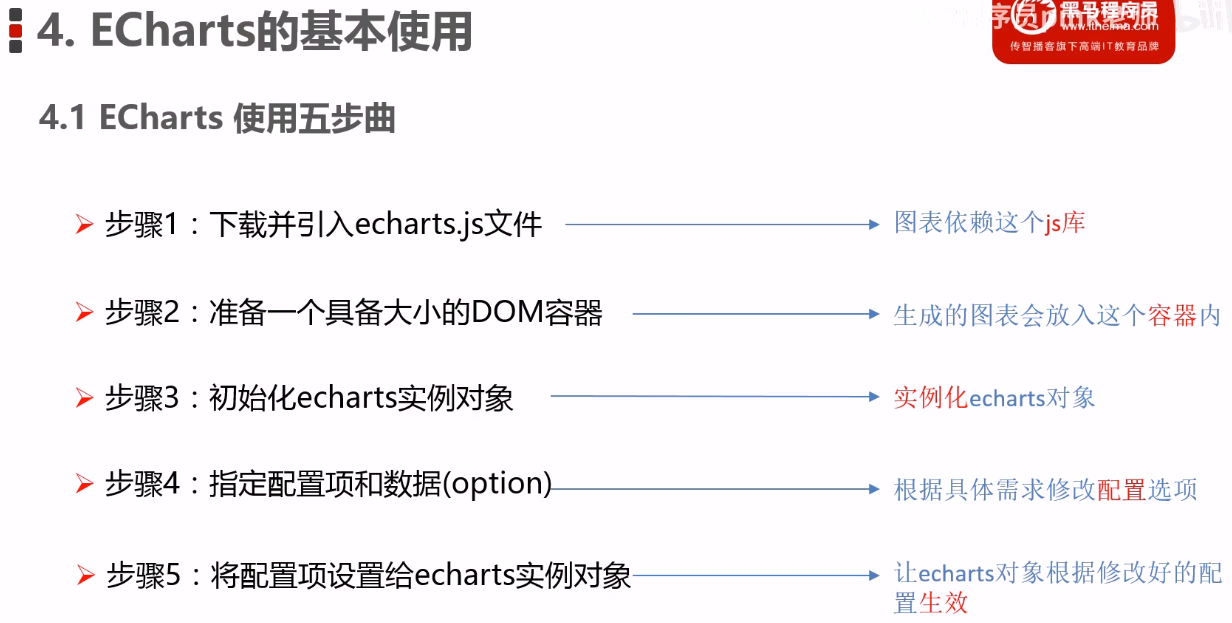 4. ECharts的基本使用
黑马程序员
www.itheima.com
传智播客旗下高端IT教育品牌
4.1 ECharts 使用五步曲
步骤1：下载并引入echarts.js文件
图表依赖这个js库
步骤2：准备一个具备大小的DOM容器
生成的图表会放入这个容器内
步骤3：初始化echarts实例对象
实例化echarts对象
步骤4：指定配置项和数据(option)
根据具体需求修改配置选项
步骤5：将配置项设置给echarts实例对象
让echarts对象根据修改好的配
置生效